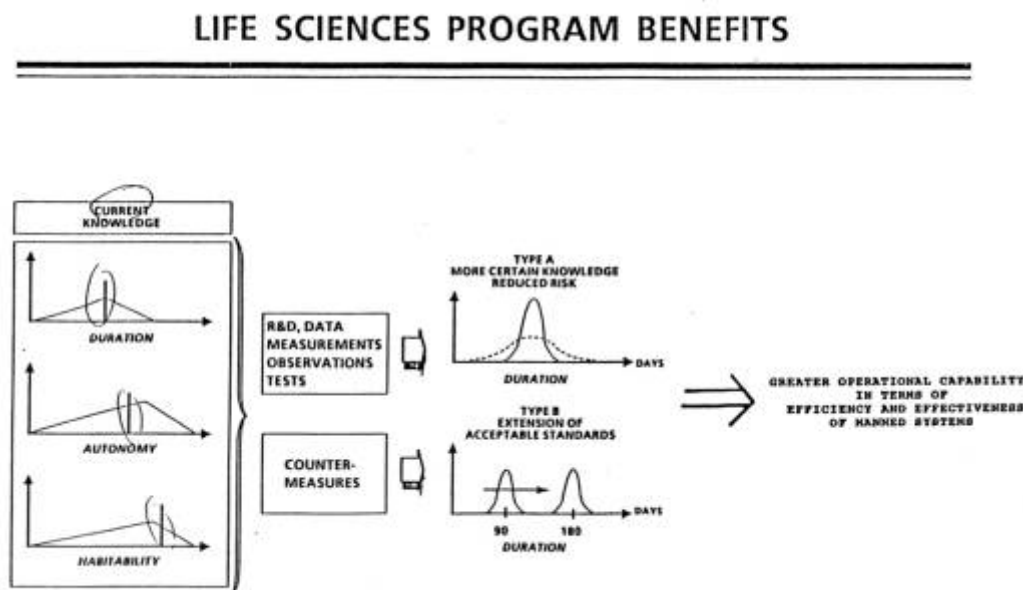 LIFE SCIENCES PROGRAM BENEFITS
CURRENT
KNOWLEDGE
DURATION
AUTONOMY
HABITABILITY
R&D, DATA
MEASUREMENTS
OBSERVATIONS
TESTS
COUNTER-
MEASURES
TYPE A
MORE CERTAIN KNOWLEDGE
REDUCED RISK
DAYS
DURATION
TYPE B
EXTENSION OF
ACCEPTABLE STANDARDS
DAYS
90 180
DURATION
GREATER OPERATIONAL CAPABILITY
IN TERMS OF
EFFICIENCY AND EFFECTIVENESS
OF MANNED SYSTEMS